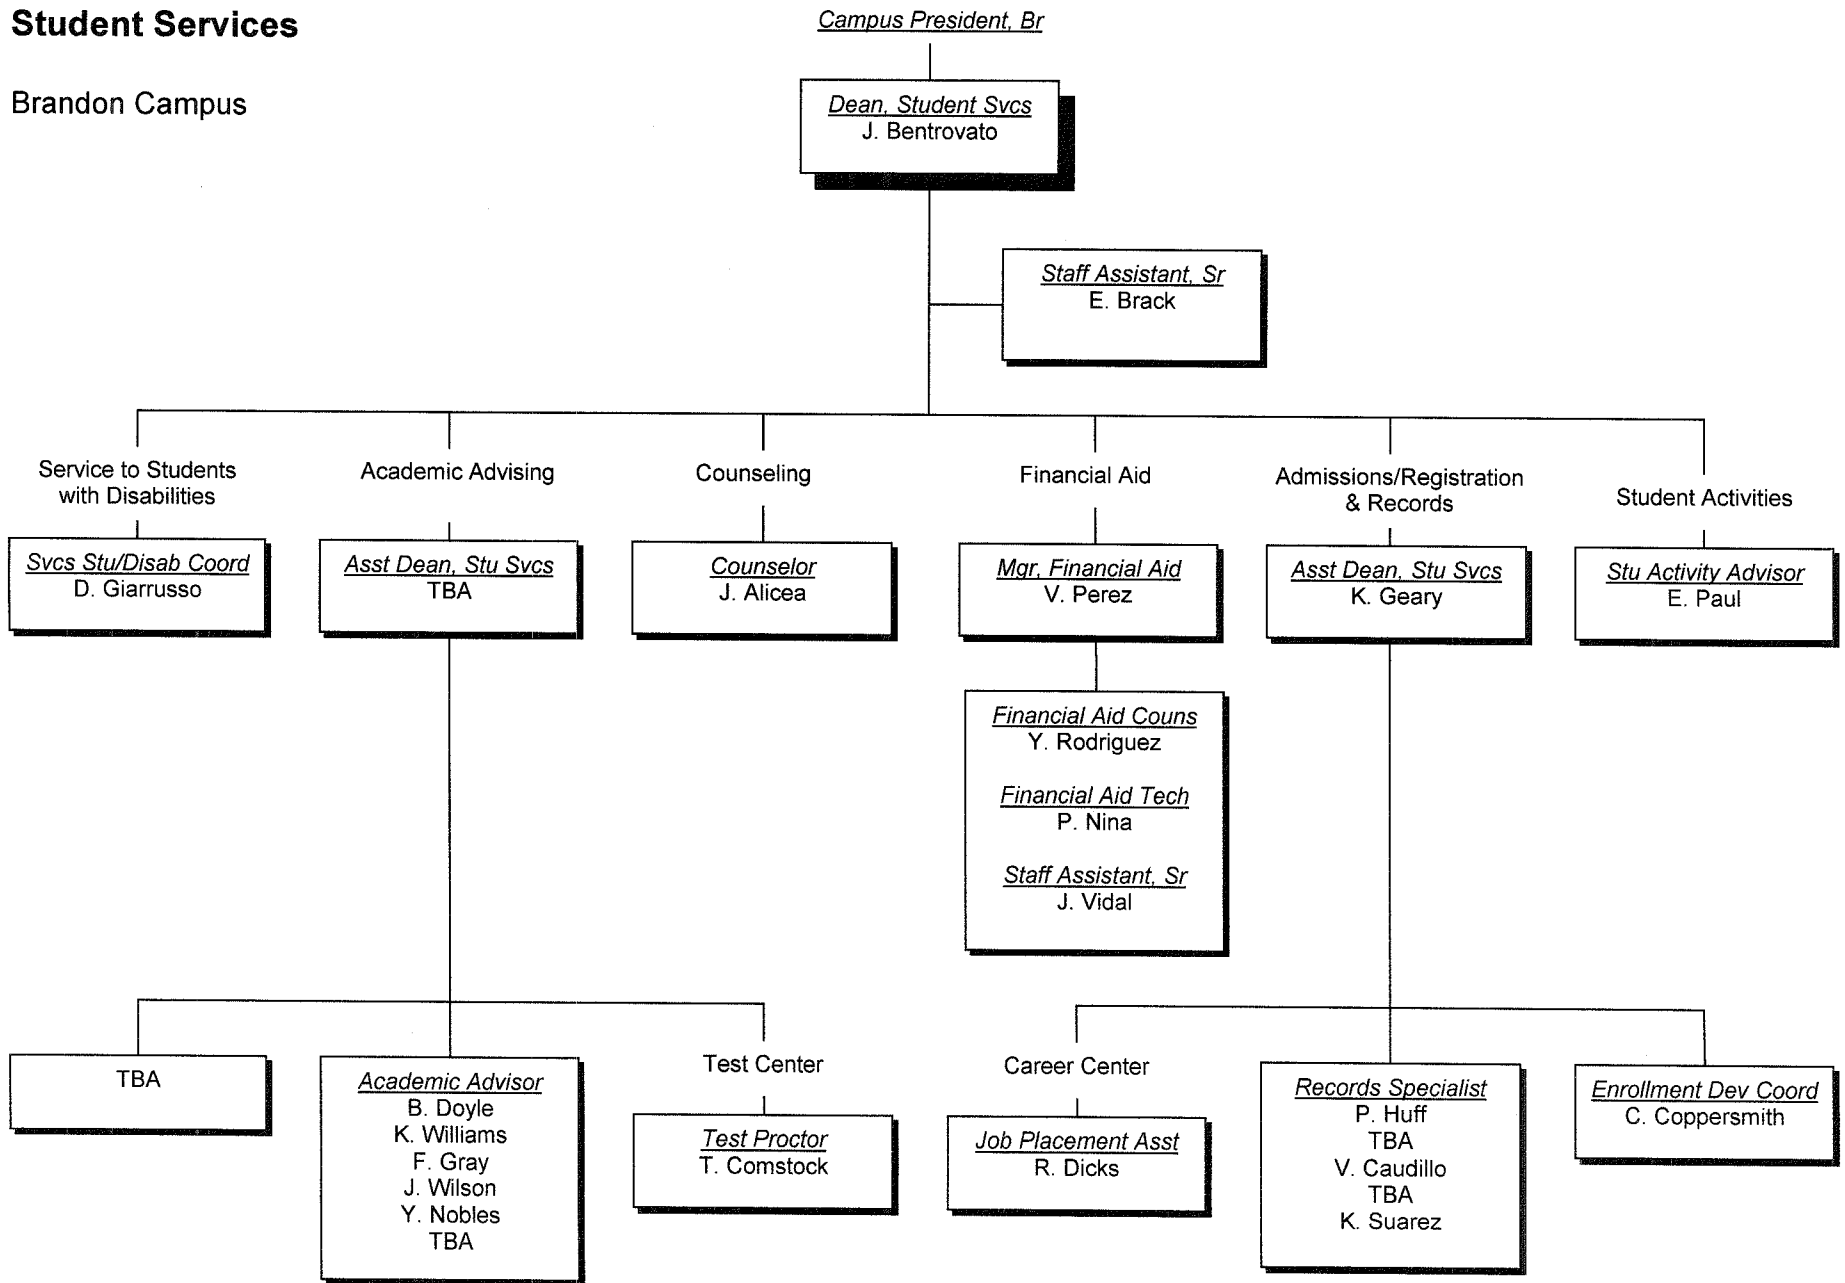 Student Services
Brandon Campus
Campus President, Br
Dean, Student Svcs
J. Bentrovato
Staff Assistant, Sr
E. Brack
Service to Students
with Disabilities
Svcs Stu/Disab Coord
D. Giarrusso
Academic Advising
Asst Dean, Stu Svcs
TBA
Counseling
Counselor
J. Alicea
Financial Aid
Mgr, Financial Aid
V. Perez
Admissions/Registration
& Records
Asst Dean, Stu Svcs
K. Geary
Student Activities
Stu Activity Advisor
E. Paul
Financial Aid Couns
Y. Rodriguez
Financial Aid Tech
P. Nina
Staff Assistant, Sr
J. Vidal
TBA
Academic Advisor
B. Doyle
K. Williams
F. Gray
J. Wilson
Y. Nobles
TBA
Test Center
Test Proctor
T. Comstock
Career Center
Job Placement Asst
R. Dicks
Records Specialist
P. Huff
TBA
V. Caudillo
TBA
K. Suarez
Enrollment Dev Coord
C. Coppersmith